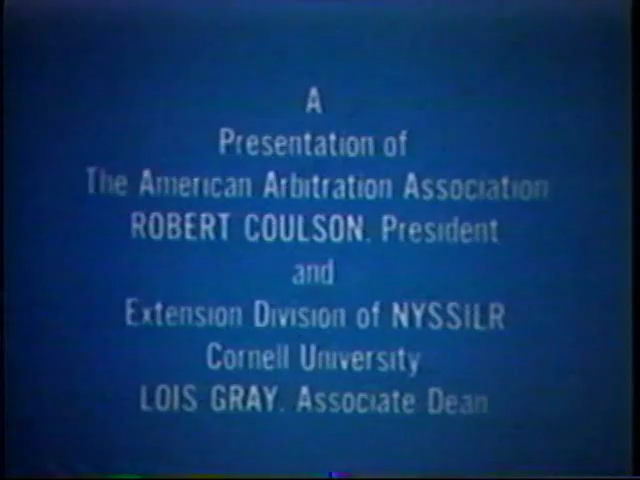 A
Presentation of
The American Arbitration Association
ROBERT COULSON, President
and
Extension Division of NYSSILR
Cornell University
LOIS GRAY, Associate Dean